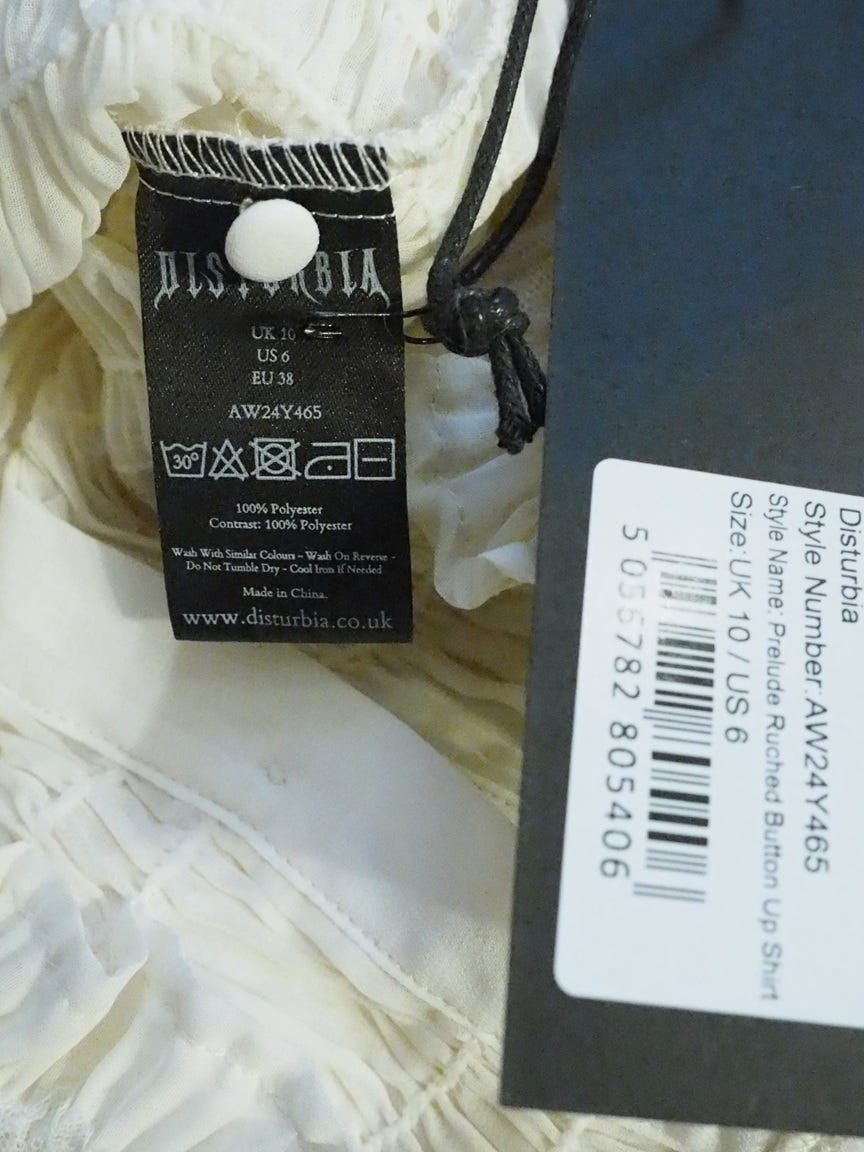 DISTURBIA
UK 10
US 6
EU 38
AW24Y465
30°
100% Polyester
Contrast: 100% Polyester
Wash With Similar Colours - Wash On Reverse -
Do Not Tumble Dry - Cool Iron If Needed
Made in China.
www.disturbia.co.uk
Disturbia
Style Number:AW24Y465
Style Name: Prelude Ruched Button Up Shirt
Size:UK 10 / US 6
5 056782 805406